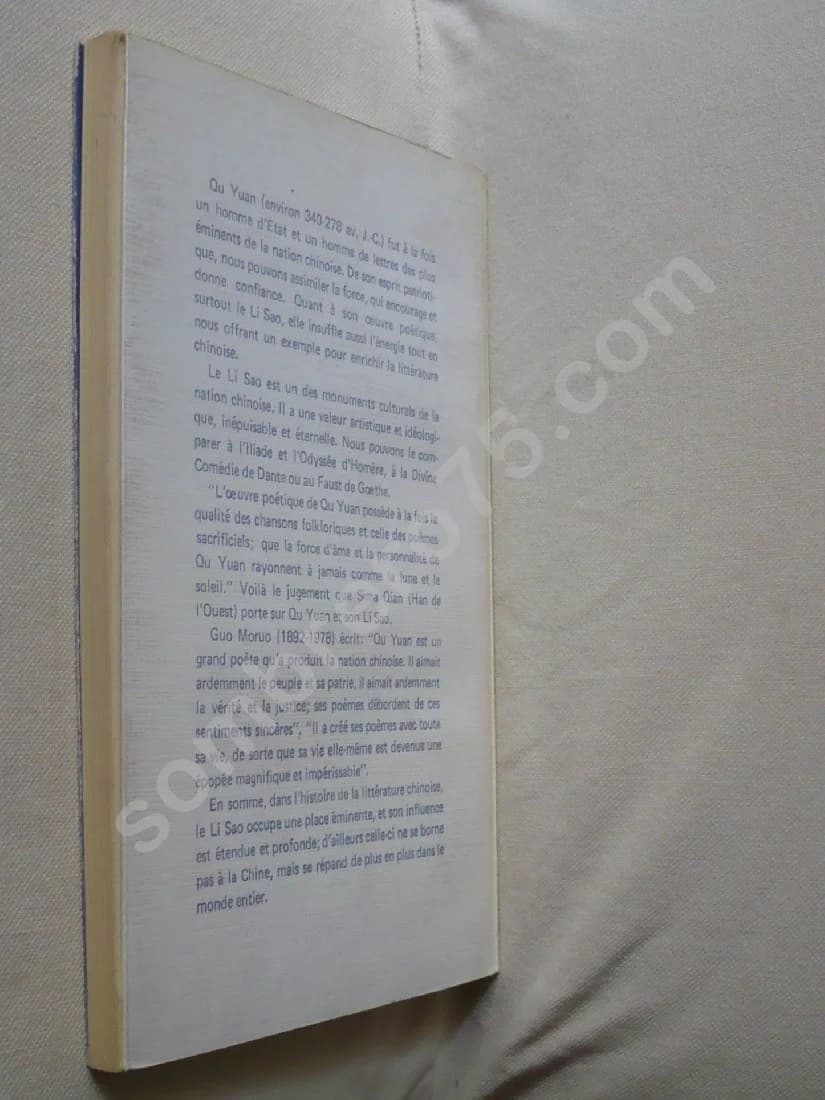 Qu Yuan (environ 340-278 av. J.-C.) fut à la fois
un homme d'Etat et un homme de lettres des plus
éminents de la nation chinoise. De son esprit patrioti-
que, nous pouvons assimiler la force, qui encourage et
donne confiance. Quant à son œuvre poétique,
surtout le Li Sao, elle insuffle aussi l'énergie tout en
nous offrant un exemple pour enrichir la littérature
chinoise.
Le Li Sao est un des monuments culturels de la
nation chinoise. Il a une valeur artistique et idéologi-
que, inépuisable et éternelle. Nous pouvons le com-
parer à l'Iliade et l'Odyssée d'Homère, à la Divine
Comédie de Dante ou au Faust de Gœthe.
"L'œuvre poétique de Qu Yuan possède à la fois la
qualité des chansons folkloriques et celle des poèmes
sacrificiels; que la force d'âme et la personnalité de
Qu Yuan rayonnent à jamais comme la lune et le
soleil." Voilà le jugement que Sima Qian (Han de
l'Ouest) porte sur Qu Yuan et son Li Sao.
Guo Moruo (1892-1978) écrit: "Qu Yuan est un
grand poète qu'a produit la nation chinoise. Il aimait
ardemment le peuple et sa patrie, il aimait ardemment
la vérité et la justice; ses poèmes débordent de ces
sentiments sincères", "Il a créé ses poèmes avec toute
sa vie, de sorte que sa vie elle-même est devenue une
épopée magnifique et impérissable".
En somme, dans l'histoire de la littérature chinoise,
le Li Sao occupe une place éminente, et son influence
est étendue et profonde; d'ailleurs celle-ci ne se borne
pas à la Chine, mais se répand de plus en plus dans le
monde entier.